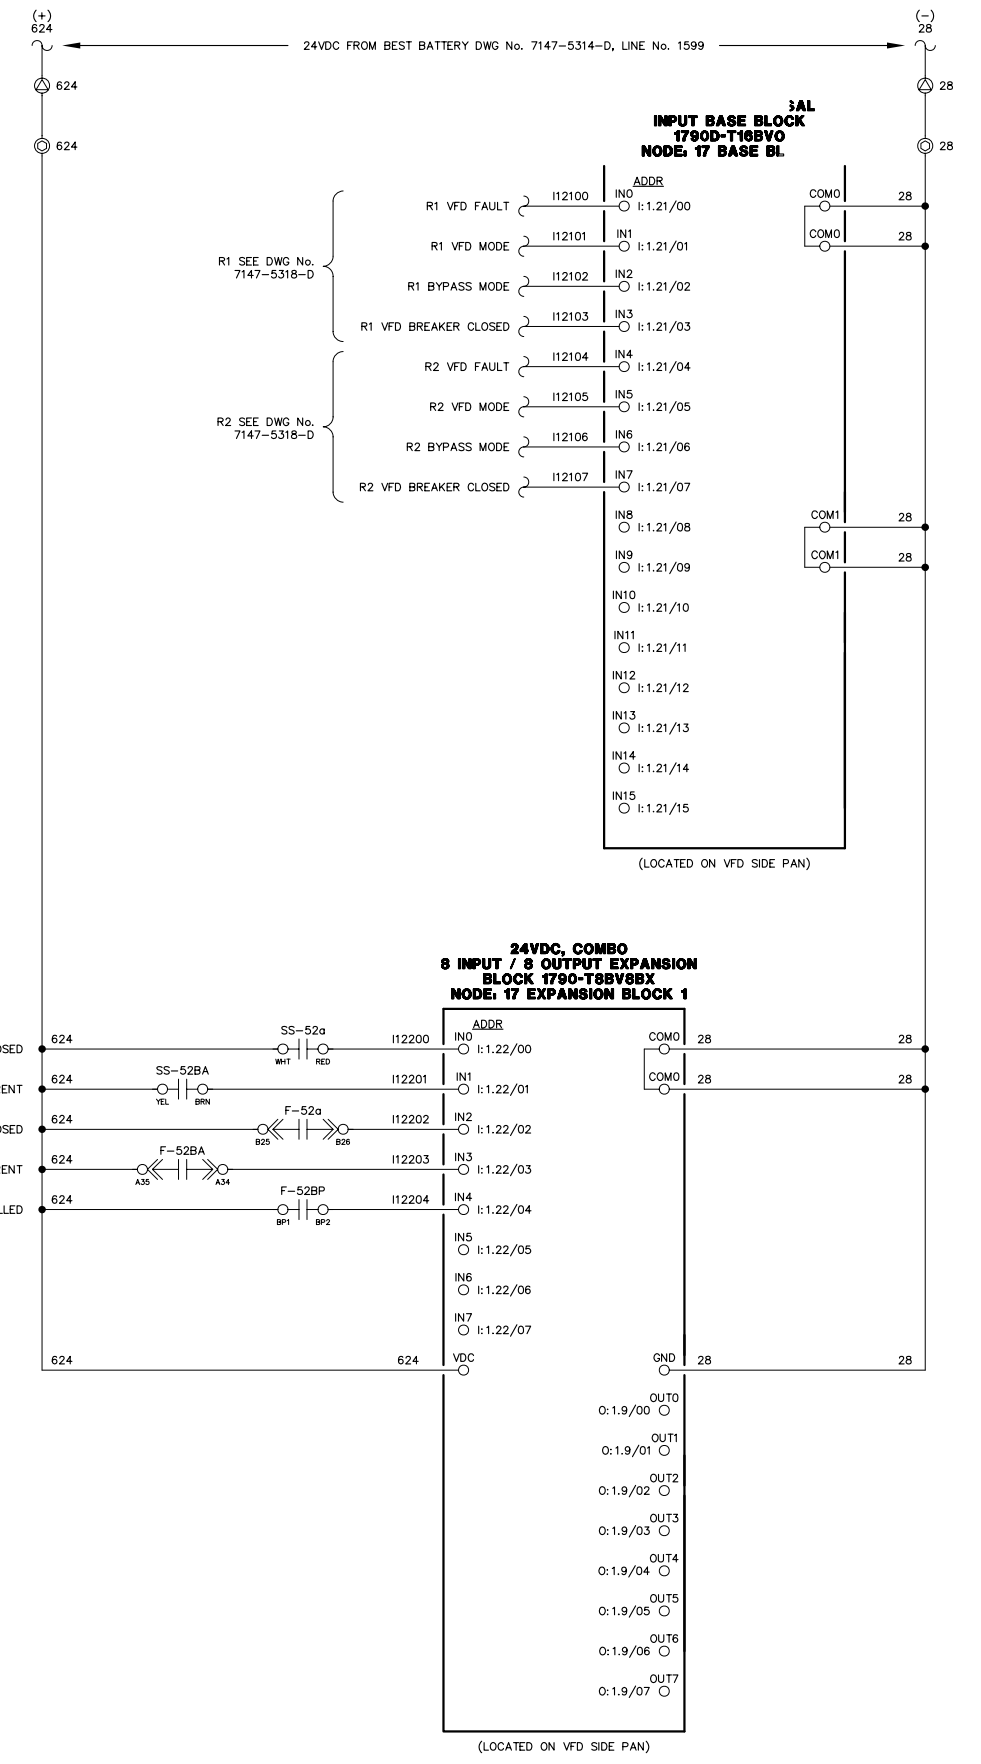 (+)
624
(-)
28
24VDC FROM BEST BATTERY DWG No. 7147-5314-D, LINE No. 1599
624
28
624
28
INPUT BASE BLOCK
1790D-T16BV0
NODE: 17 BASE
ADDR
R1 SEE DWG No.
7147-5318-D
R1 VFD FAULT I12100 IN0 I:1.21/00 COM0 28
R1 VFD MODE I12101 IN1 I:1.21/01 COM0 28
R1 BYPASS MODE I12102 IN2 I:1.21/02
R1 VFD BREAKER CLOSED I12103 IN3 I:1.21/03
R2 SEE DWG No.
7147-5318-D
R2 VFD FAULT I12104 IN4 I:1.21/04
R2 VFD MODE I12105 IN5 I:1.21/05
R2 BYPASS MODE I12106 IN6 I:1.21/06
R2 VFD BREAKER CLOSED I12107 IN7 I:1.21/07
IN8 I:1.21/08 COM1 28
IN9 I:1.21/09 COM1 28
IN10 I:1.21/10
IN11 I:1.21/11
IN12 I:1.21/12
IN13 I:1.21/13
IN14 I:1.21/14
IN15 I:1.21/15
(LOCATED ON VFD SIDE PAN)
24VDC, COMBO
8 INPUT / 8 OUTPUT EXPANSION
BLOCK 1790-T8BV8BX
NODE: 17 EXPANSION BLOCK 1
ADDR
624 SS-52a WHT RED I12200 IN0 I:1.22/00 COM0 28 28
624 SS-52BA YEL BRN I12201 IN1 I:1.22/01 COM0 28 28
624 F-52a B25 B26 I12202 IN2 I:1.22/02
624 F-52BA A35 A34 I12203 IN3 I:1.22/03
624 F-52BP BP1 BP2 I12204 IN4 I:1.22/04
IN5 I:1.22/05
IN6 I:1.22/06
IN7 I:1.22/07
624 624 VDC GND 28 28
OUT0 O:1.9/00
OUT1 O:1.9/01
OUT2 O:1.9/02
OUT3 O:1.9/03
OUT4 O:1.9/04
OUT5 O:1.9/05
OUT6 O:1.9/06
OUT7 O:1.9/07
(LOCATED ON VFD SIDE PAN)